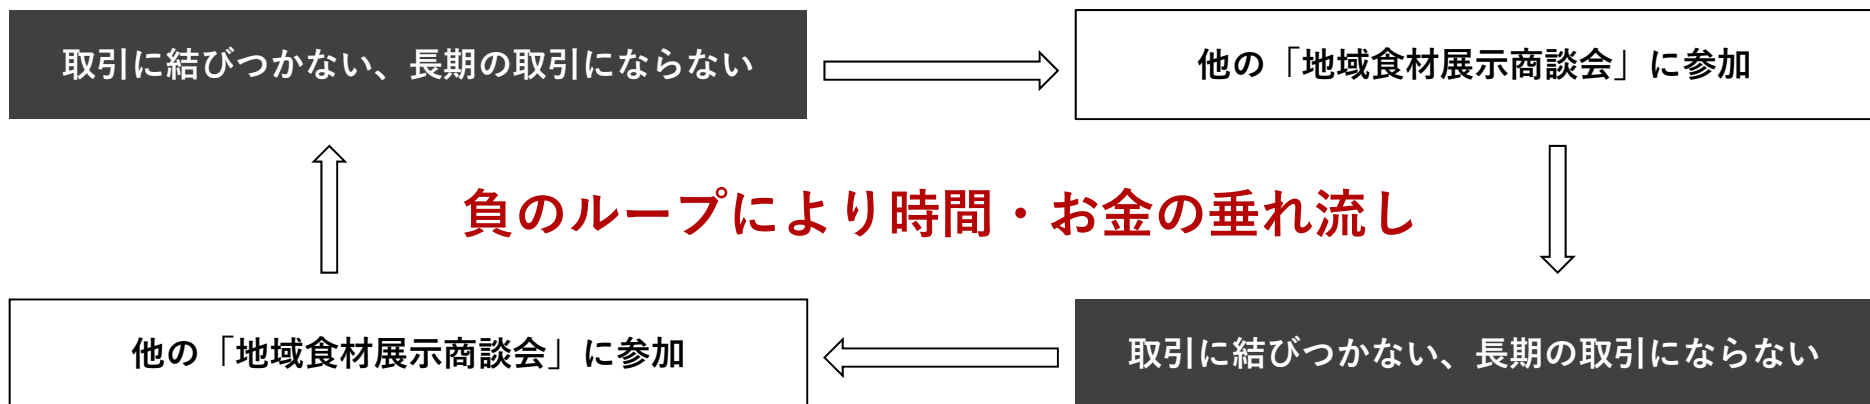 取引に結びつかない、長期の取引にならない
他の「地域食材展示商談会」に参加
負のループにより時間・お金の垂れ流し
他の「地域食材展示商談会」に参加
取引に結びつかない、長期の取引にならない